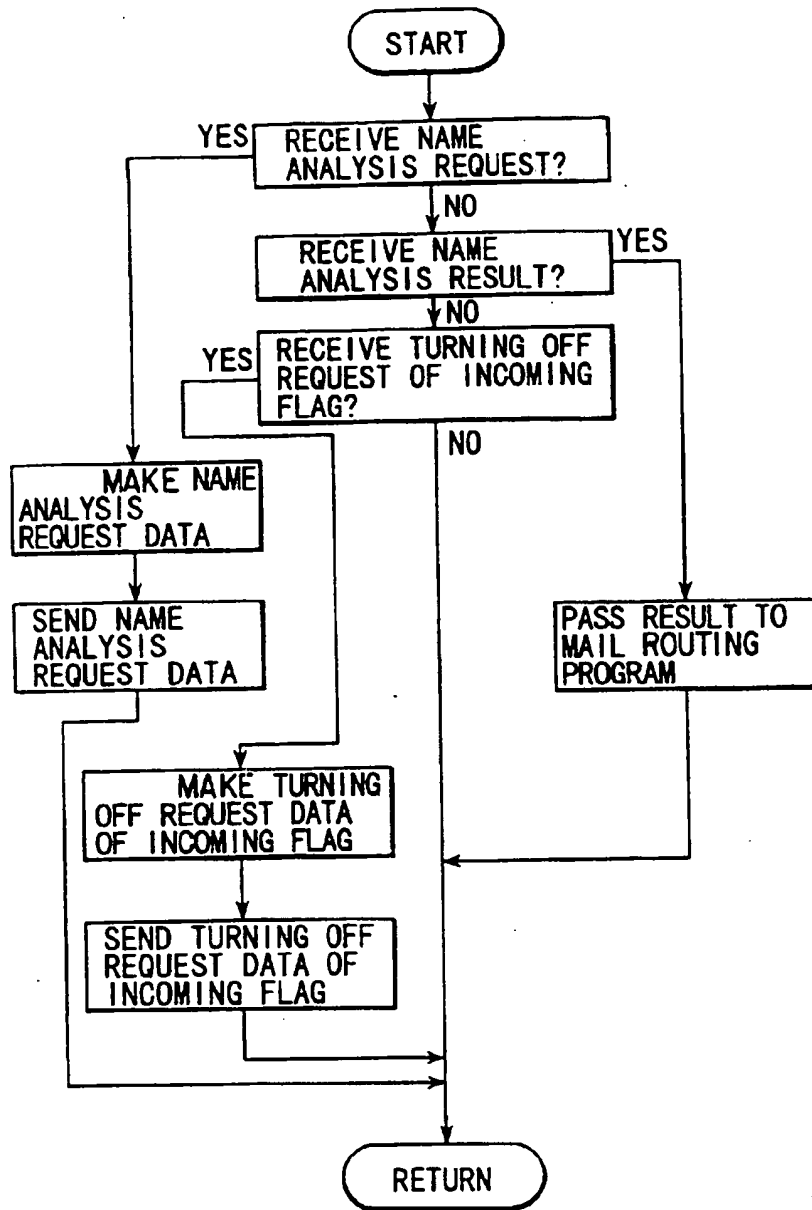 START
YES
RECEIVE NAME
ANALYSIS REQUEST?
NO
RECEIVE NAME
ANALYSIS RESULT?
YES
NO
YES
RECEIVE TURNING OFF
REQUEST OF INCOMING
FLAG?
NO
MAKE NAME
ANALYSIS
REQUEST DATA
SEND NAME
ANALYSIS
REQUEST DATA
PASS RESULT TO
MAIL ROUTING
PROGRAM
MAKE TURNING
OFF REQUEST DATA
OF INCOMING FLAG
SEND TURNING OFF
REQUEST DATA OF
INCOMING FLAG
RETURN